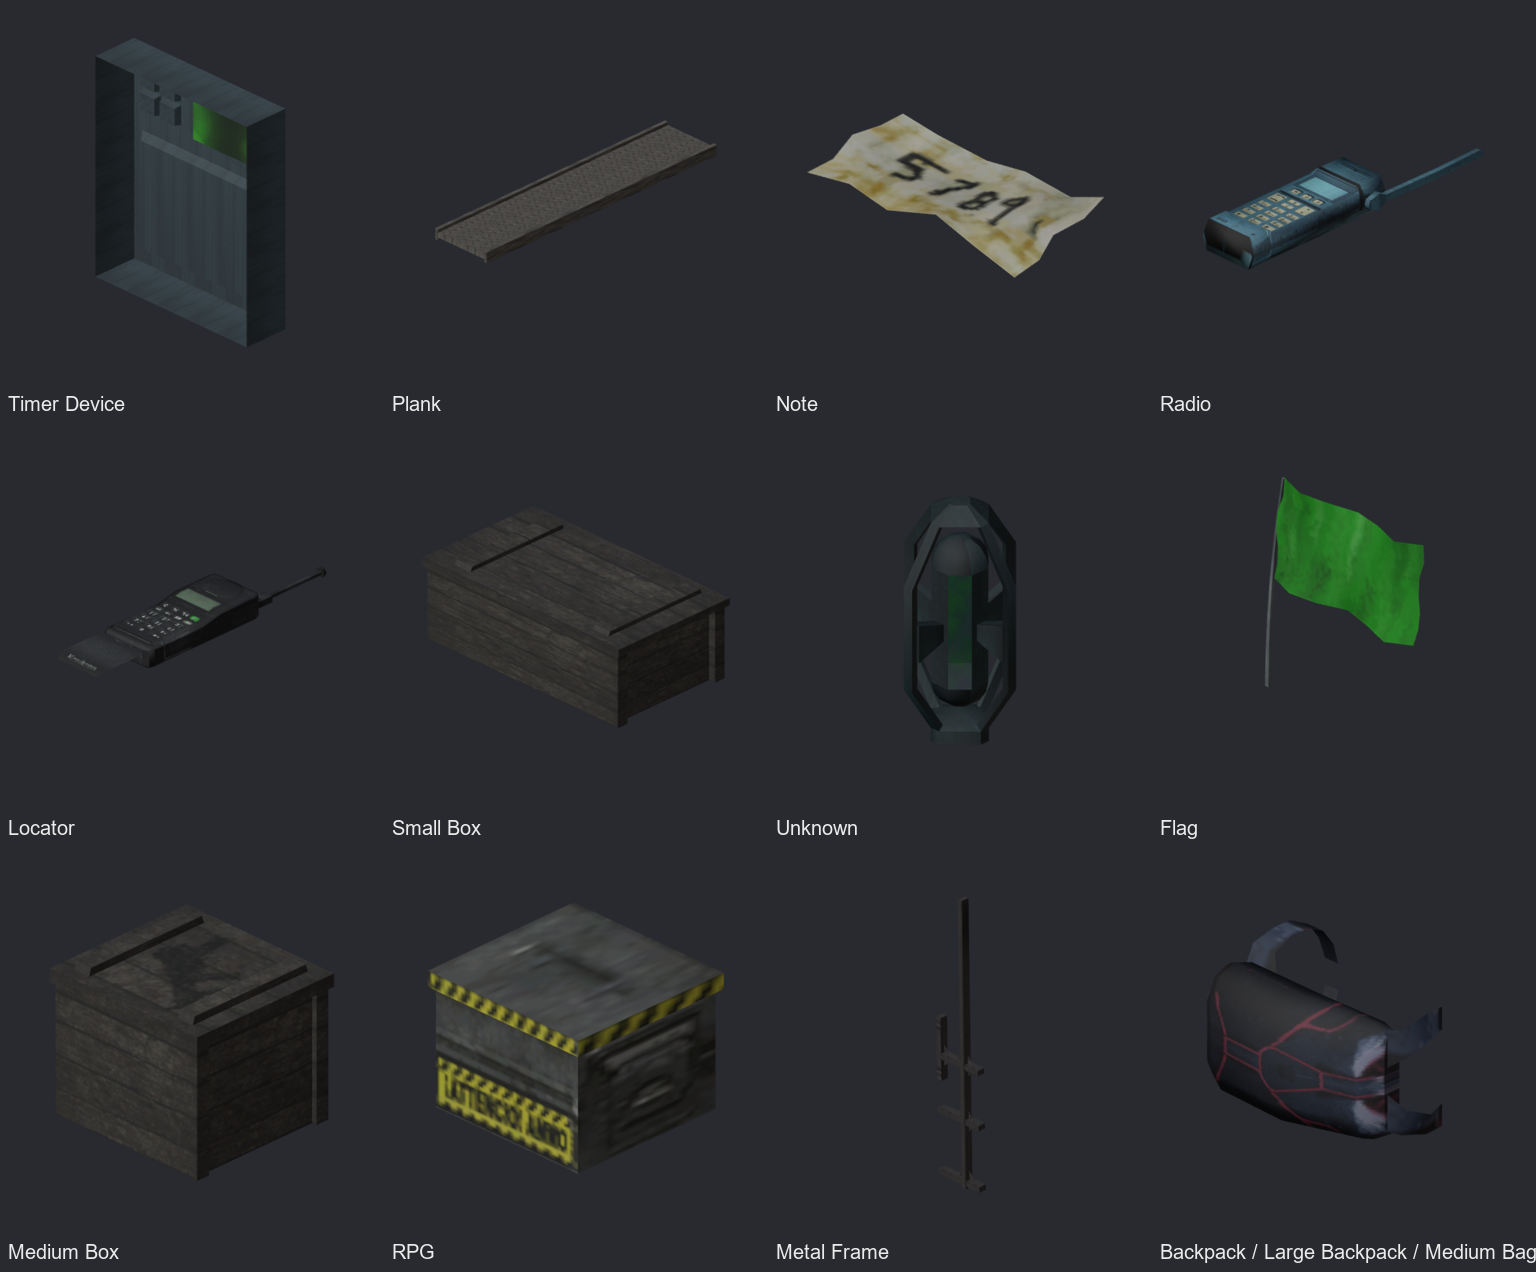 5789
Timer Device
Plank
Note
Radio
Locator
Small Box
Unknown
Flag
Medium Box
RPG
Metal Frame
Backpack / Large Backpack / Medium Bag